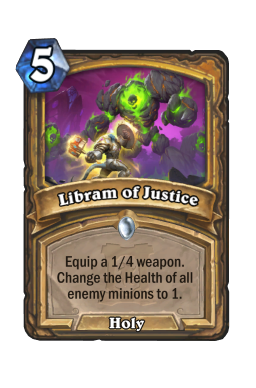 5
Libram of Justice
Equip a 1/4 weapon.
Change the Health of all
enemy minions to 1.
Holy